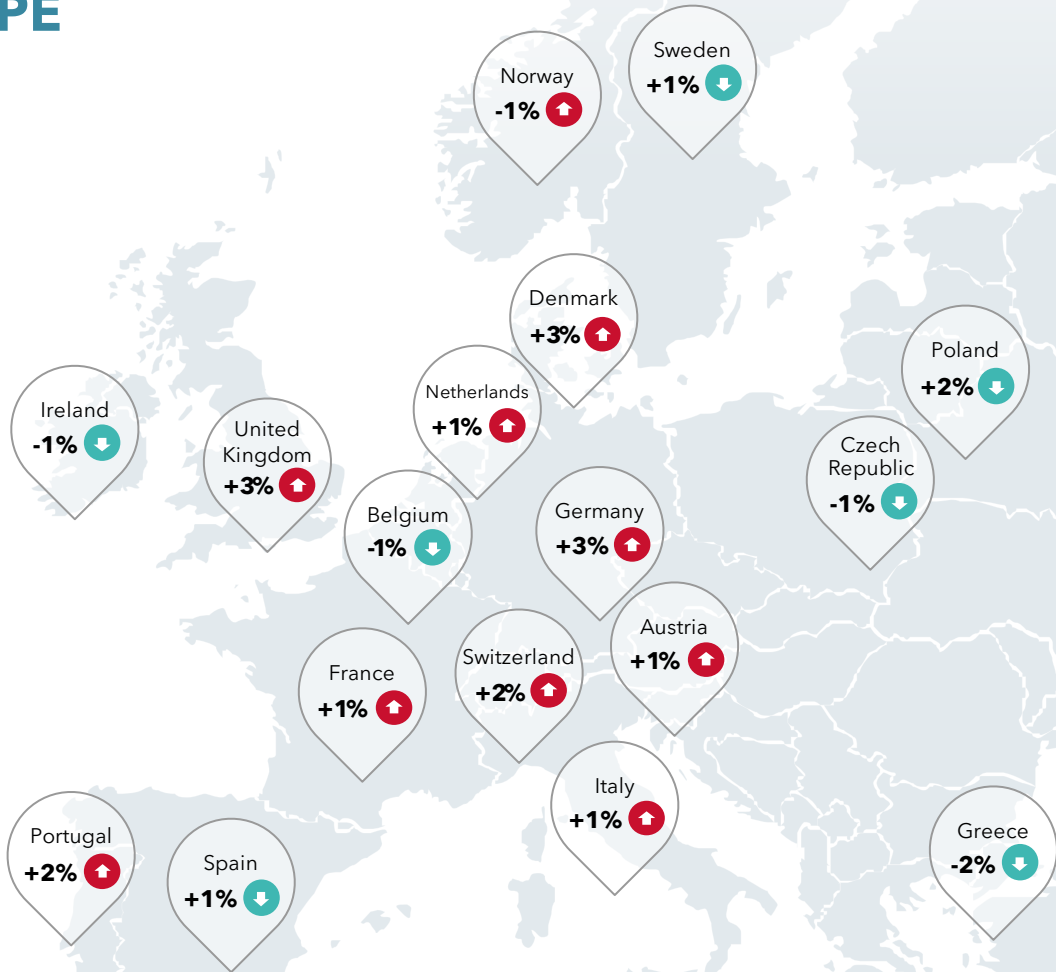 PE
Sweden
+1%
Norway
-1%
Denmark
+3%
Poland
+2%
Netherlands
+1%
Ireland
-1%
United
Kingdom
+3%
Czech
Republic
-1%
Belgium
-1%
Germany
+3%
Austria
+1%
Switzerland
+2%
France
+1%
Italy
+1%
Portugal
+2%
Spain
+1%
Greece
-2%